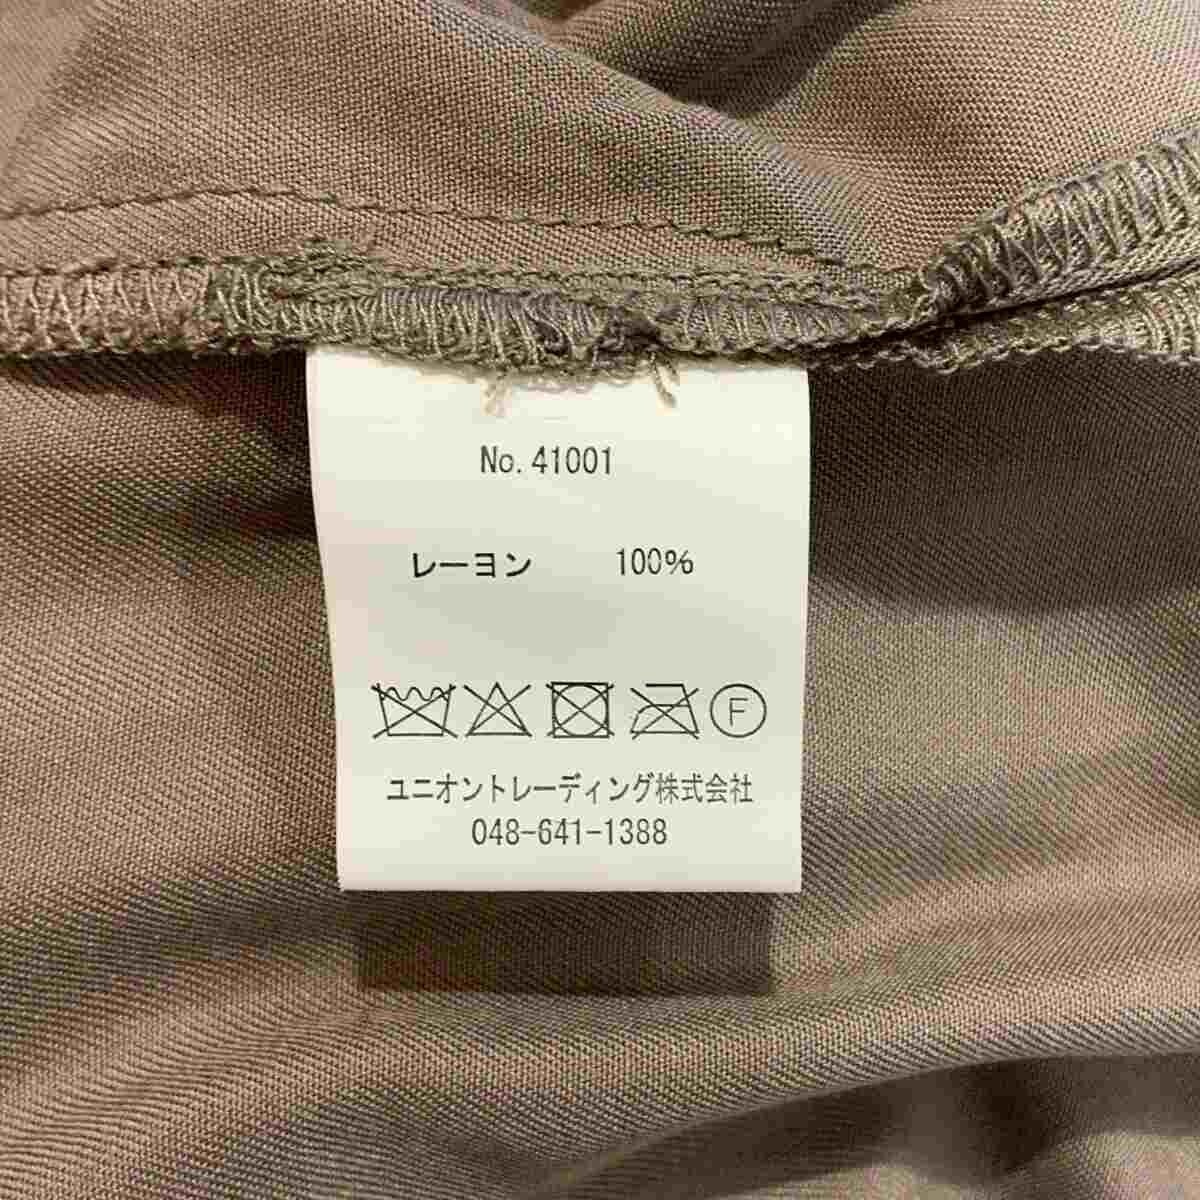 No. 41001
レーヨン 100%
F
ユニオントレーディング株式会社
048-641-1388